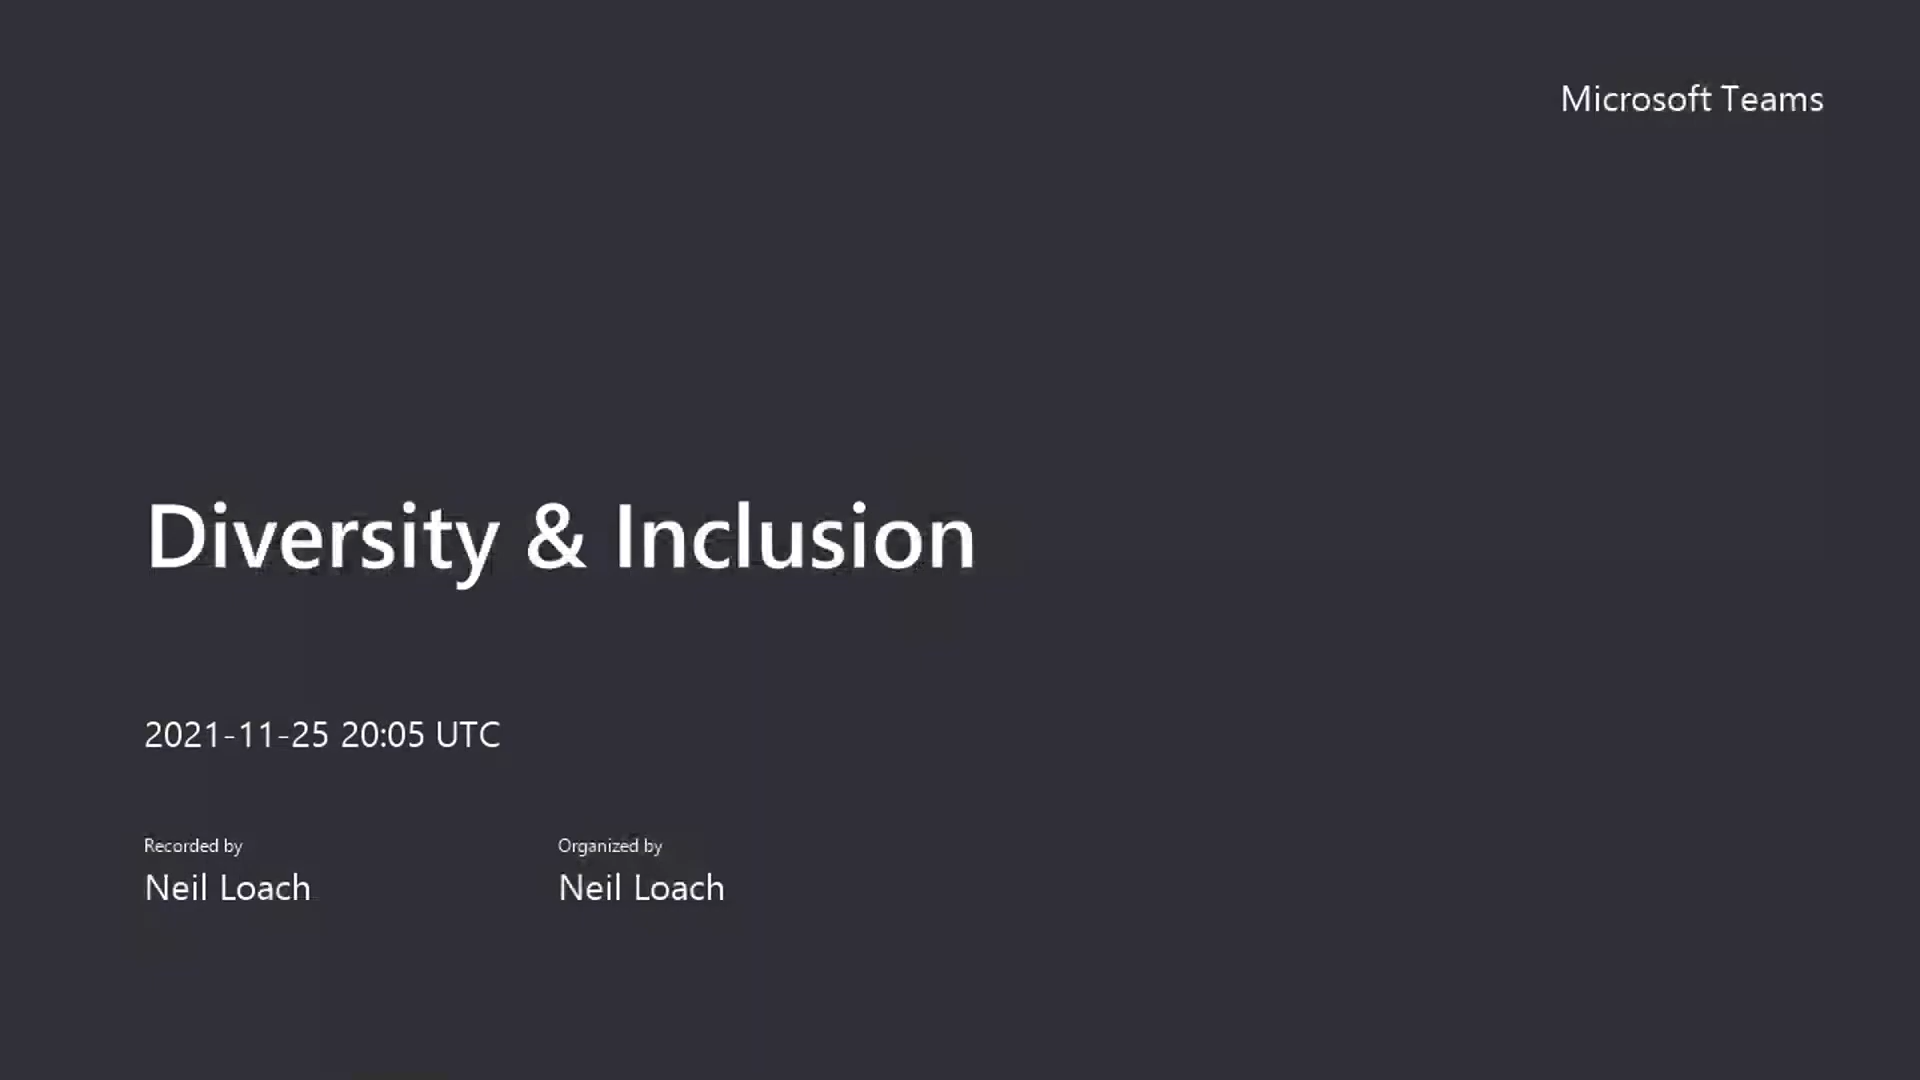 Microsoft Teams
Diversity & Inclusion
2021-11-25 20:05 UTC
Recorded by
Neil Loach
Organized by
Neil Loach